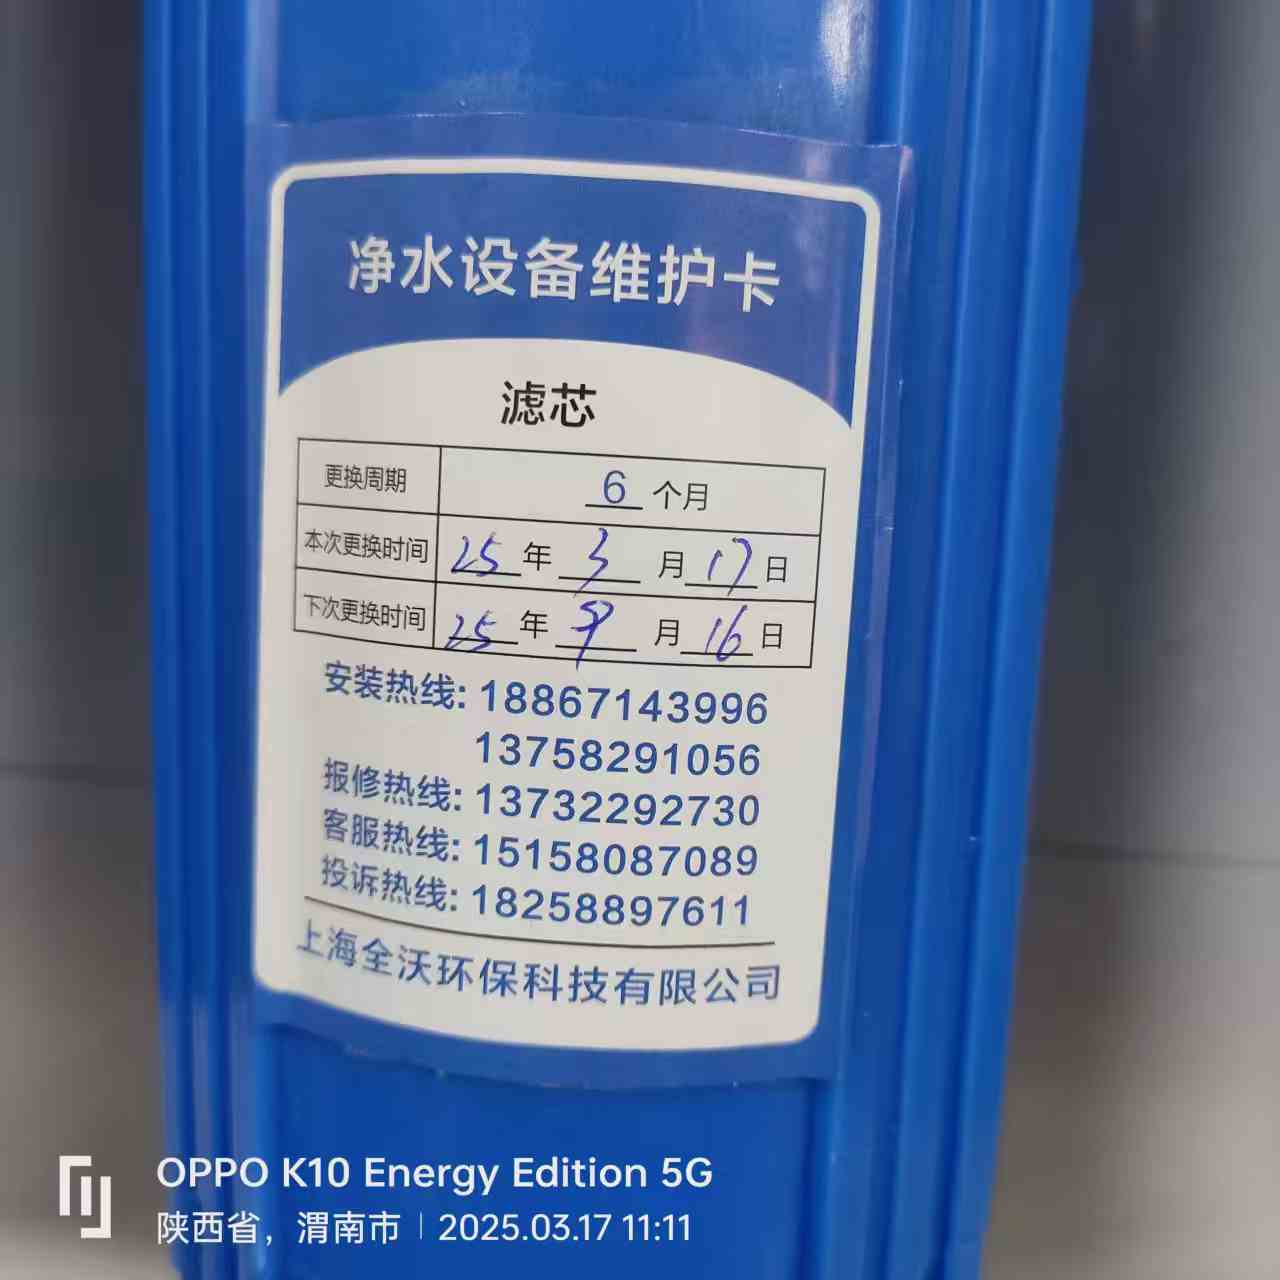 净水设备维护卡
滤芯
更换周期 6 个月
本次更换时间 25 年 3 月 17 日
下次更换时间 25 年 9 月 16 日
安装热线: 18867143996
13758291056
报修热线: 13732292730
客服热线: 15158087089
投诉热线: 18258897611
上海全沃环保科技有限公司
OPPO K10 Energy Edition 5G
陕西省，渭南市 | 2025.03.17 11:11